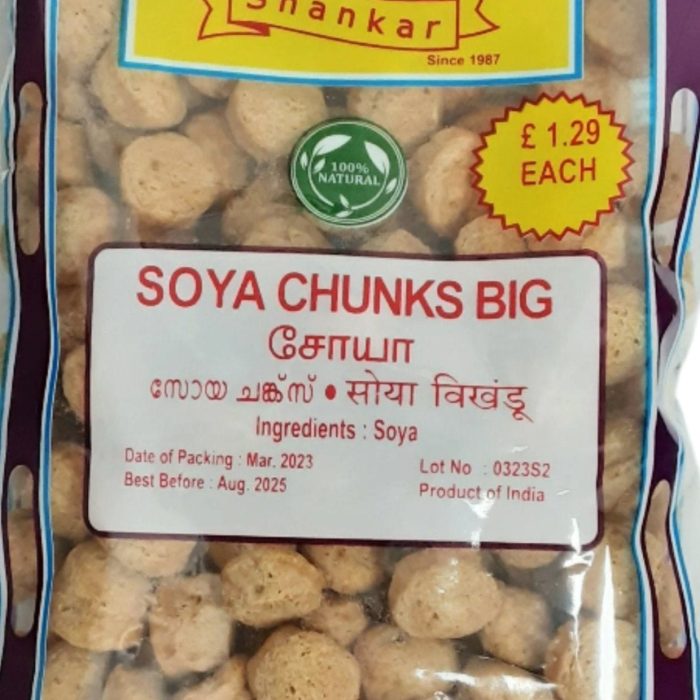 Shankar
Since 1987
100%
NATURAL
£ 1.29
EACH
SOYA CHUNKS BIG
சோயா
സോയ ചങ്ക്സ് • सोया विखंडू
Ingredients : Soya
Date of Packing : Mar. 2023
Best Before : Aug. 2025
Lot No : 0323S2
Product of India